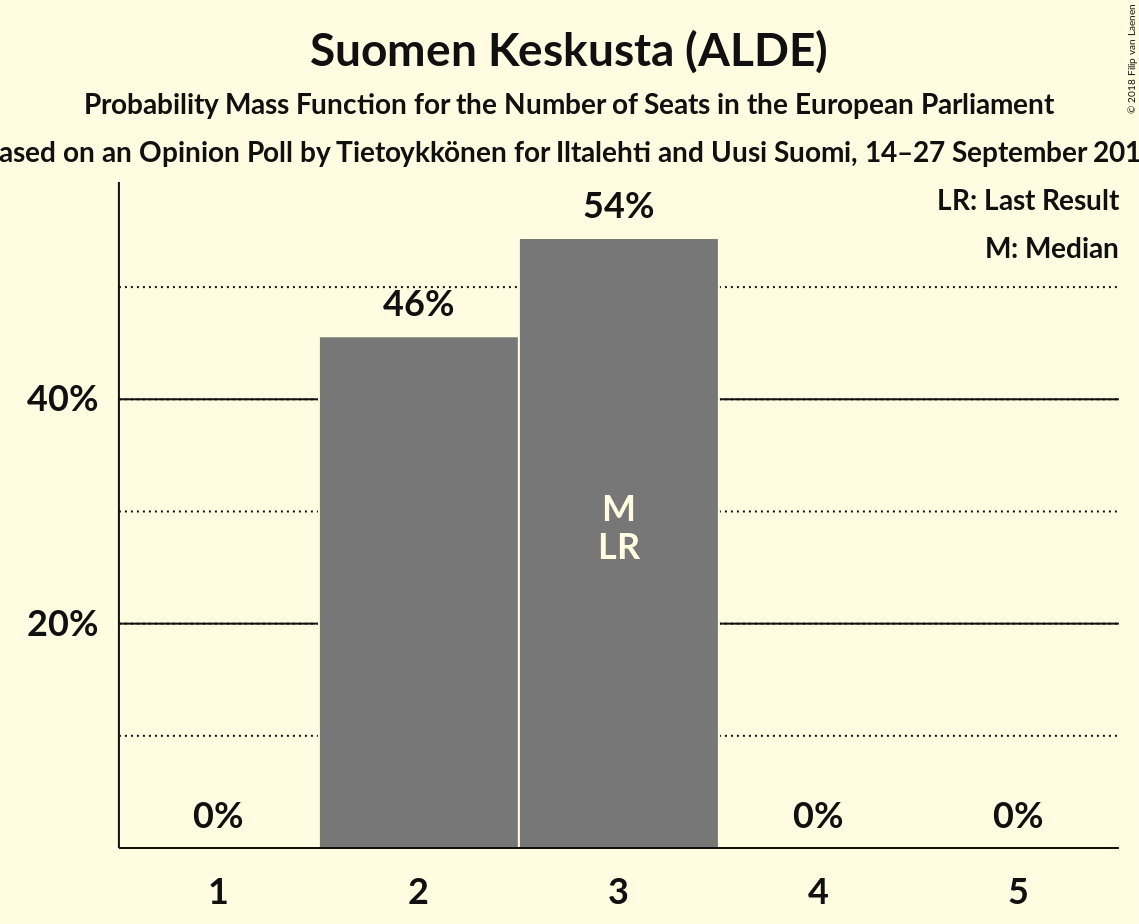 Suomen Keskusta (ALDE)
Probability Mass Function for the Number of Seats in the European Parliament
ased on an Opinion Poll by Tietoykkönen for Iltalehti and Uusi Suomi, 14–27 September 201
© 2018 Filip van Laenen
LR: Last Result
M: Median
54%
46%
40%
20%
M
LR
0%
0%
0%
1
2
3
4
5